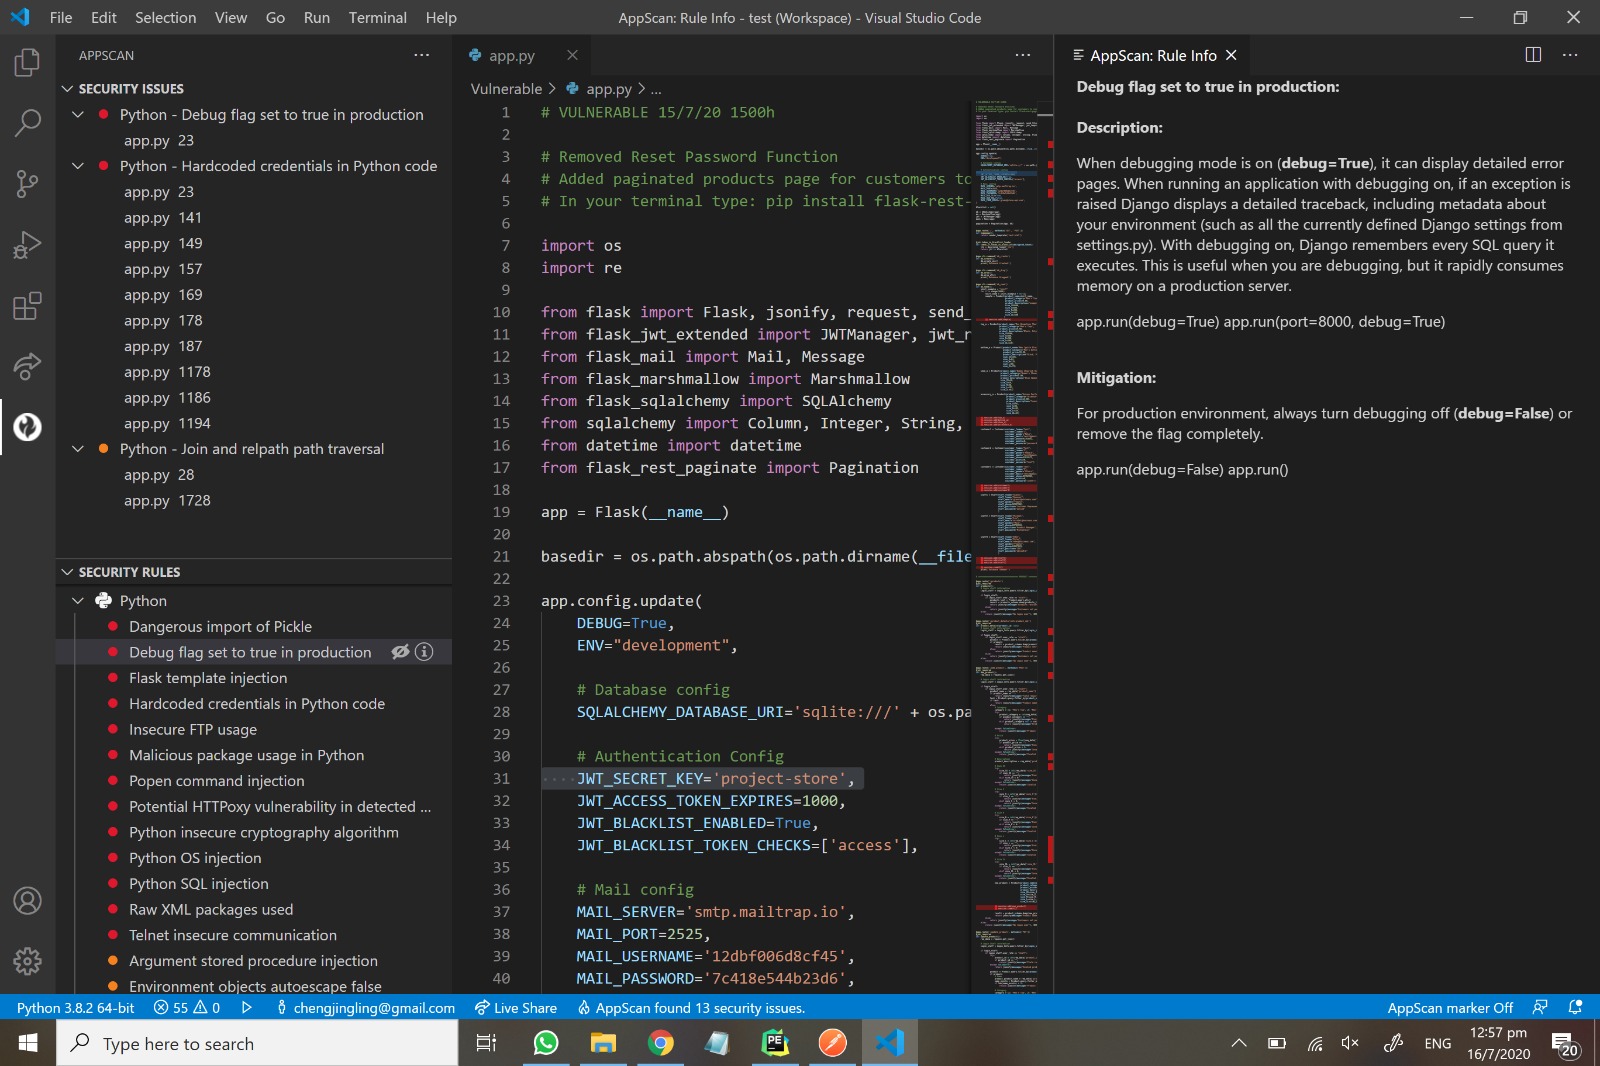 File Edit Selection View Go Run Terminal Help
AppScan: Rule Info - test (Workspace) - Visual Studio Code
APPSCAN
SECURITY ISSUES
Python - Debug flag set to true in production
app.py 23
Python - Hardcoded credentials in Python code
app.py 23
app.py 141
app.py 149
app.py 157
app.py 169
app.py 178
app.py 187
app.py 1178
app.py 1186
app.py 1194
Python - Join and relpath path traversal
app.py 28
app.py 1728
SECURITY RULES
Python
Dangerous import of Pickle
Debug flag set to true in production
Flask template injection
Hardcoded credentials in Python code
Insecure FTP usage
Malicious package usage in Python
Popen command injection
Potential HTTPoxy vulnerability in detected ...
Python insecure cryptography algorithm
Python OS injection
Python SQL injection
Raw XML packages used
Telnet insecure communication
Argument stored procedure injection
Environment objects autoescape false
app.py
Vulnerable > app.py > ...
1 # VULNERABLE 15/7/20 1500h
2
3 # Removed Reset Password Function
4 # Added paginated products page for customers to
5 # In your terminal type: pip install flask-rest-
6
7 import os
8 import re
9
10 from flask import Flask, jsonify, request, send_
11 from flask_jwt_extended import JWTManager, jwt_r
12 from flask_mail import Mail, Message
13 from flask_marshmallow import Marshmallow
14 from flask_sqlalchemy import SQLAlchemy
15 from sqlalchemy import Column, Integer, String,
16 from datetime import datetime
17 from flask_rest_paginate import Pagination
18
19 app = Flask(__name__)
20
21 basedir = os.path.abspath(os.path.dirname(__file
22
23 app.config.update(
24 DEBUG=True,
25 ENV="development",
26
27 # Database config
28 SQLALCHEMY_DATABASE_URI='sqlite:///' + os.pa
29
30 # Authentication Config
31 JWT_SECRET_KEY='project-store',
32 JWT_ACCESS_TOKEN_EXPIRES=1000,
33 JWT_BLACKLIST_ENABLED=True,
34 JWT_BLACKLIST_TOKEN_CHECKS=['access'],
35
36 # Mail config
37 MAIL_SERVER='smtp.mailtrap.io',
38 MAIL_PORT=2525,
39 MAIL_USERNAME='12dbf006d8cf45',
40 MAIL_PASSWORD='7c418e544b23d6',
AppScan: Rule Info
Debug flag set to true in production:
Description:
When debugging mode is on (debug=True), it can display detailed error
pages. When running an application with debugging on, if an exception is
raised Django displays a detailed traceback, including metadata about
your environment (such as all the currently defined Django settings from
settings.py). With debugging on, Django remembers every SQL query it
executes. This is useful when you are debugging, but it rapidly consumes
memory on a production server.
app.run(debug=True) app.run(port=8000, debug=True)
Mitigation:
For production environment, always turn debugging off (debug=False) or
remove the flag completely.
app.run(debug=False) app.run()
Python 3.8.2 64-bit 55 0 chengjingling@gmail.com Live Share AppScan found 13 security issues. AppScan marker Off
Type here to search
PE
ENG
12:57 pm
16/7/2020
20